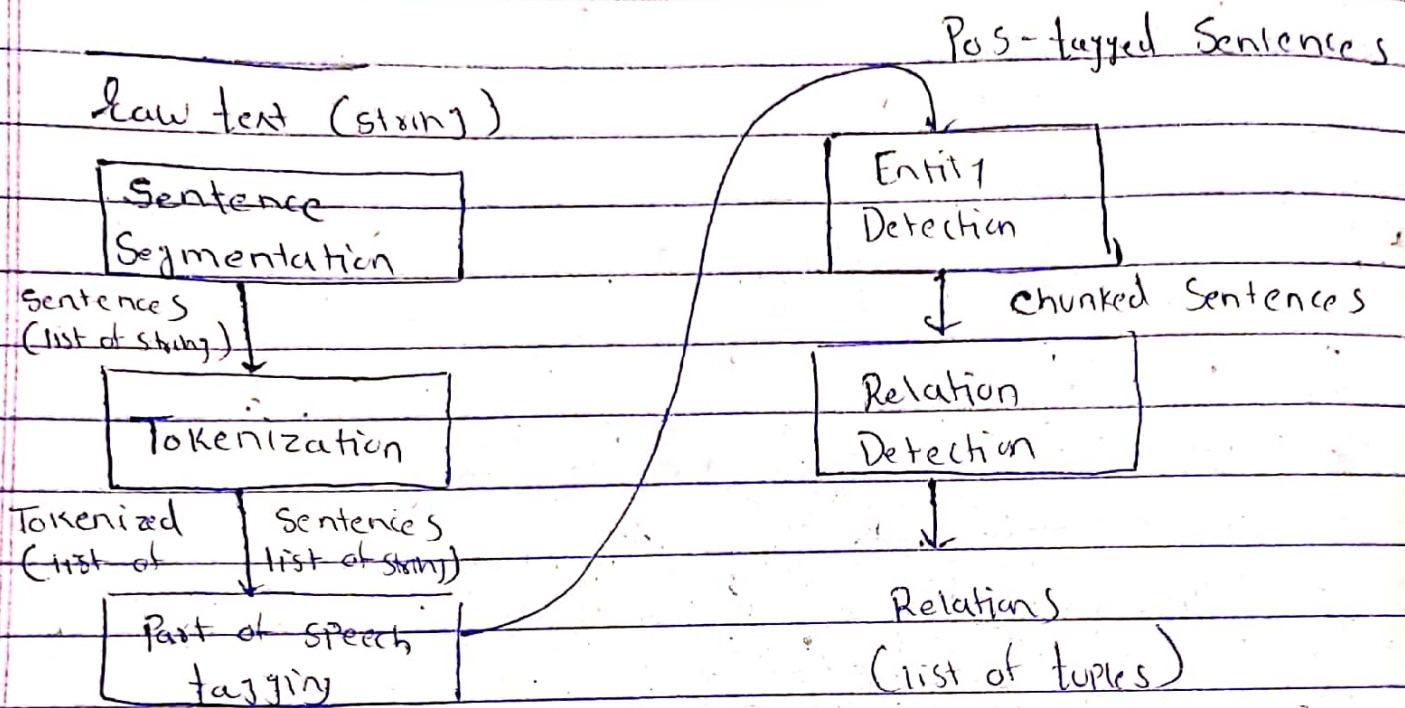 Raw text (string)
Sentence
Segmentation
Sentences
(list of string)
Tokenization
Tokenized Sentences
(list of list of string)
Part of speech
tagging
Pos-tagged Sentences
Entity
Detection
Chunked Sentences
Relation
Detection
Relations
(list of tuples)